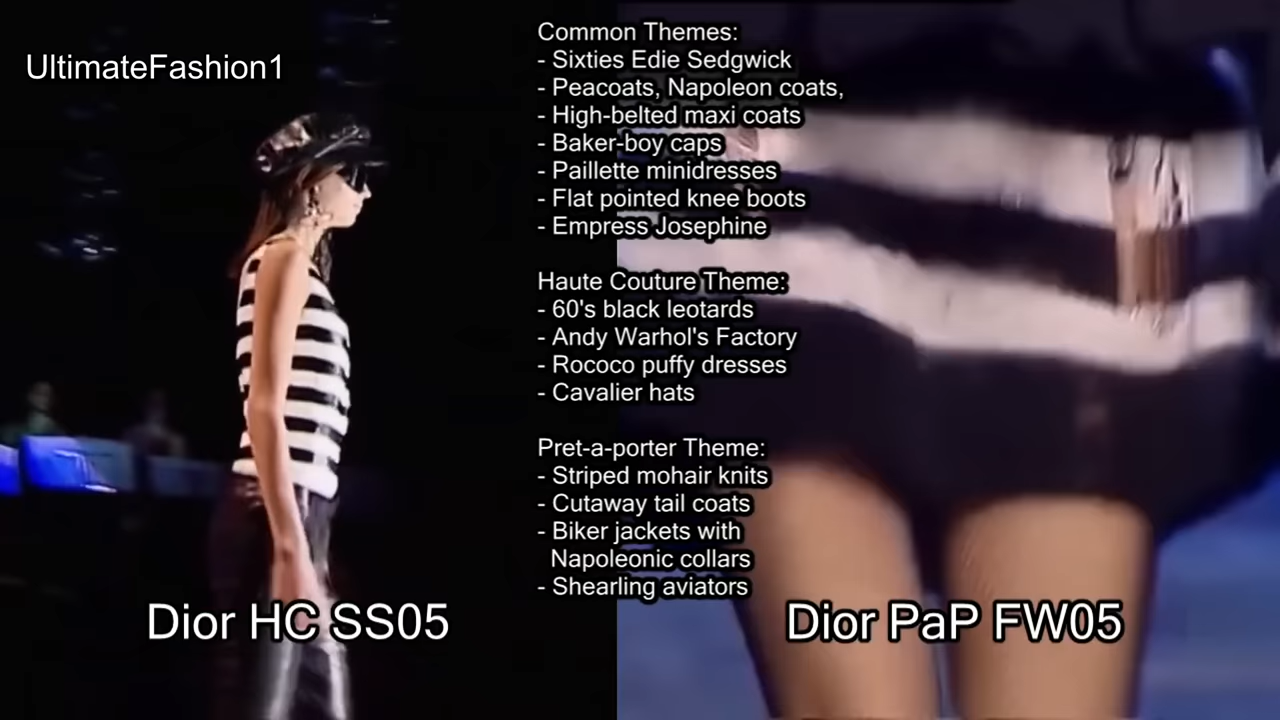 UltimateFashion1
Common Themes:
- Sixties Edie Sedgwick
- Peacoats, Napoleon coats,
- High-belted maxi coats
- Baker-boy caps
- Paillette minidresses
- Flat pointed knee boots
- Empress Josephine
Haute Couture Theme:
- 60's black leotards
- Andy Warhol's Factory
- Rococo puffy dresses
- Cavalier hats
Pret-a-porter Theme:
- Striped mohair knits
- Cutaway tail coats
- Biker jackets with
Napoleonic collars
- Shearling aviators
Dior HC SS05
Dior PaP FW05